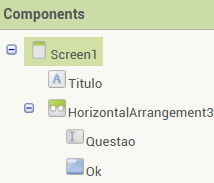 Components
Screen1
A Titulo
HorizontalArrangement3
Questao
Ok